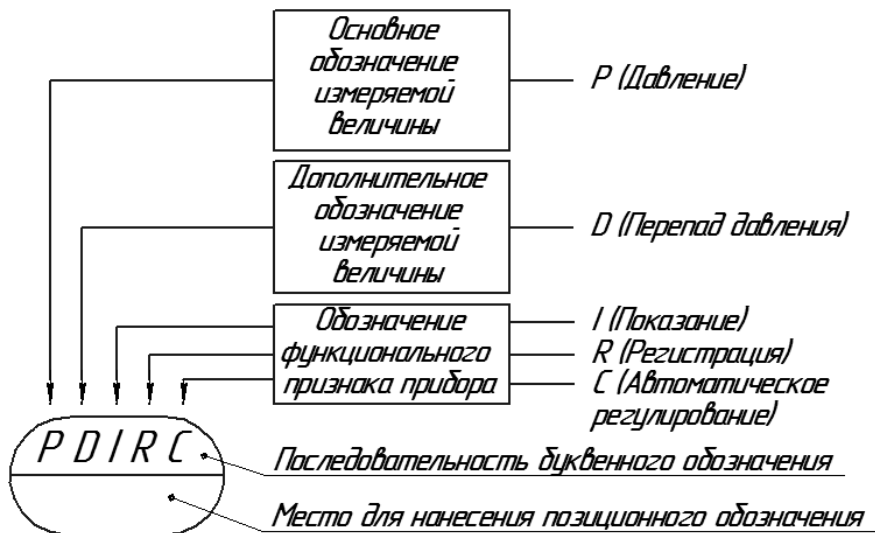 Основное
обозначение
измеряемой
величины
P (Давление)
Дополнительное
обозначение
измеряемой
величины
D (Перепад давления)
Обозначение
функционального
признака прибора
I (Показание)
R (Регистрация)
C (Автоматическое
регулирование)
P D I R C
Последовательность буквенного обозначения
Место для нанесения позиционного обозначения